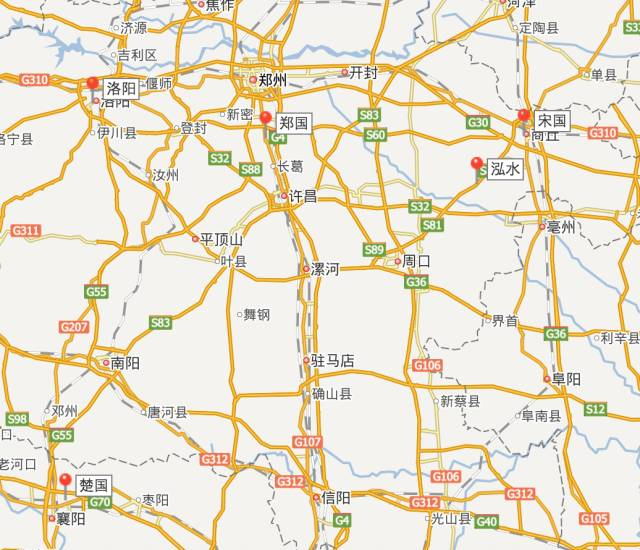 焦作
菏泽
济源
定陶县
S32
吉利区
G310
洛阳
偃师
郑州
开封
单县
洛阳
新密
郑国
S83
宋国
G30
G310
商丘
洛宁县
伊川县
登封
G4
S60
S32
S88
长葛
泓水
汝州
许昌
S32
S81
亳州
G311
平顶山
S89
叶县
漯河
周口
G36
G55
舞钢
界首
G207
S83
G36
利辛县
南阳
驻马店
G106
阜阳
确山县
新蔡县
S12
S98
邓州
唐河县
阜南县
G55
G107
老河口
G312
G106
楚国
G312
G70
枣阳
信阳
G312
G312
襄阳
G4
光山县
G40
G105